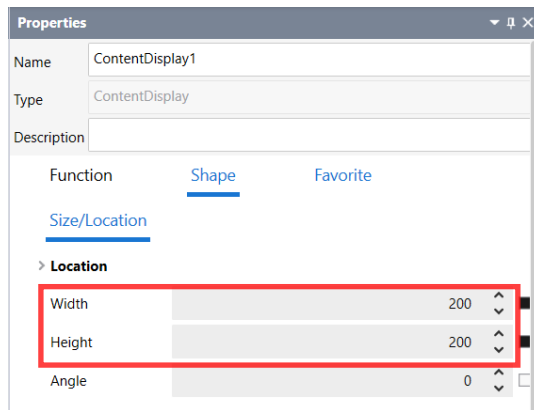 Properties
Name ContentDisplay1
Type ContentDisplay
Description
Function Shape Favorite
Size/Location
Location
Width 200
Height 200
Angle 0